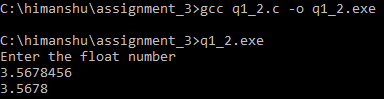 C:\himanshu\assignment_3>gcc q1_2.c -o q1_2.exe
C:\himanshu\assignment_3>q1_2.exe
Enter the float number
3.5678456
3.5678